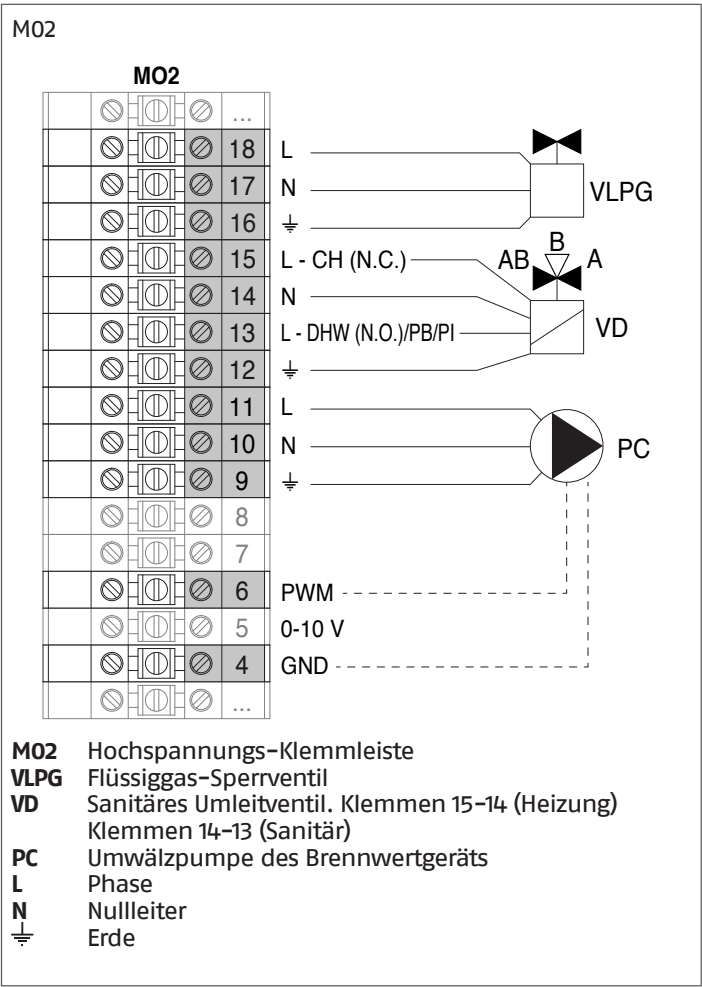 M02
MO2
...
18 L
17 N VLPG
16 ⏚
15 L - CH (N.C.) AB B A
14 N
13 L - DHW (N.O.)/PB/PI VD
12 ⏚
11 L
10 N PC
9 ⏚
8
7
6 PWM
5 0-10 V
4 GND
...
M02 Hochspannungs-Klemmleiste
VLPG Flüssiggas-Sperrventil
VD Sanitäres Umleitventil. Klemmen 15-14 (Heizung)
Klemmen 14-13 (Sanitär)
PC Umwälzpumpe des Brennwertgeräts
L Phase
N Nullleiter
⏚ Erde